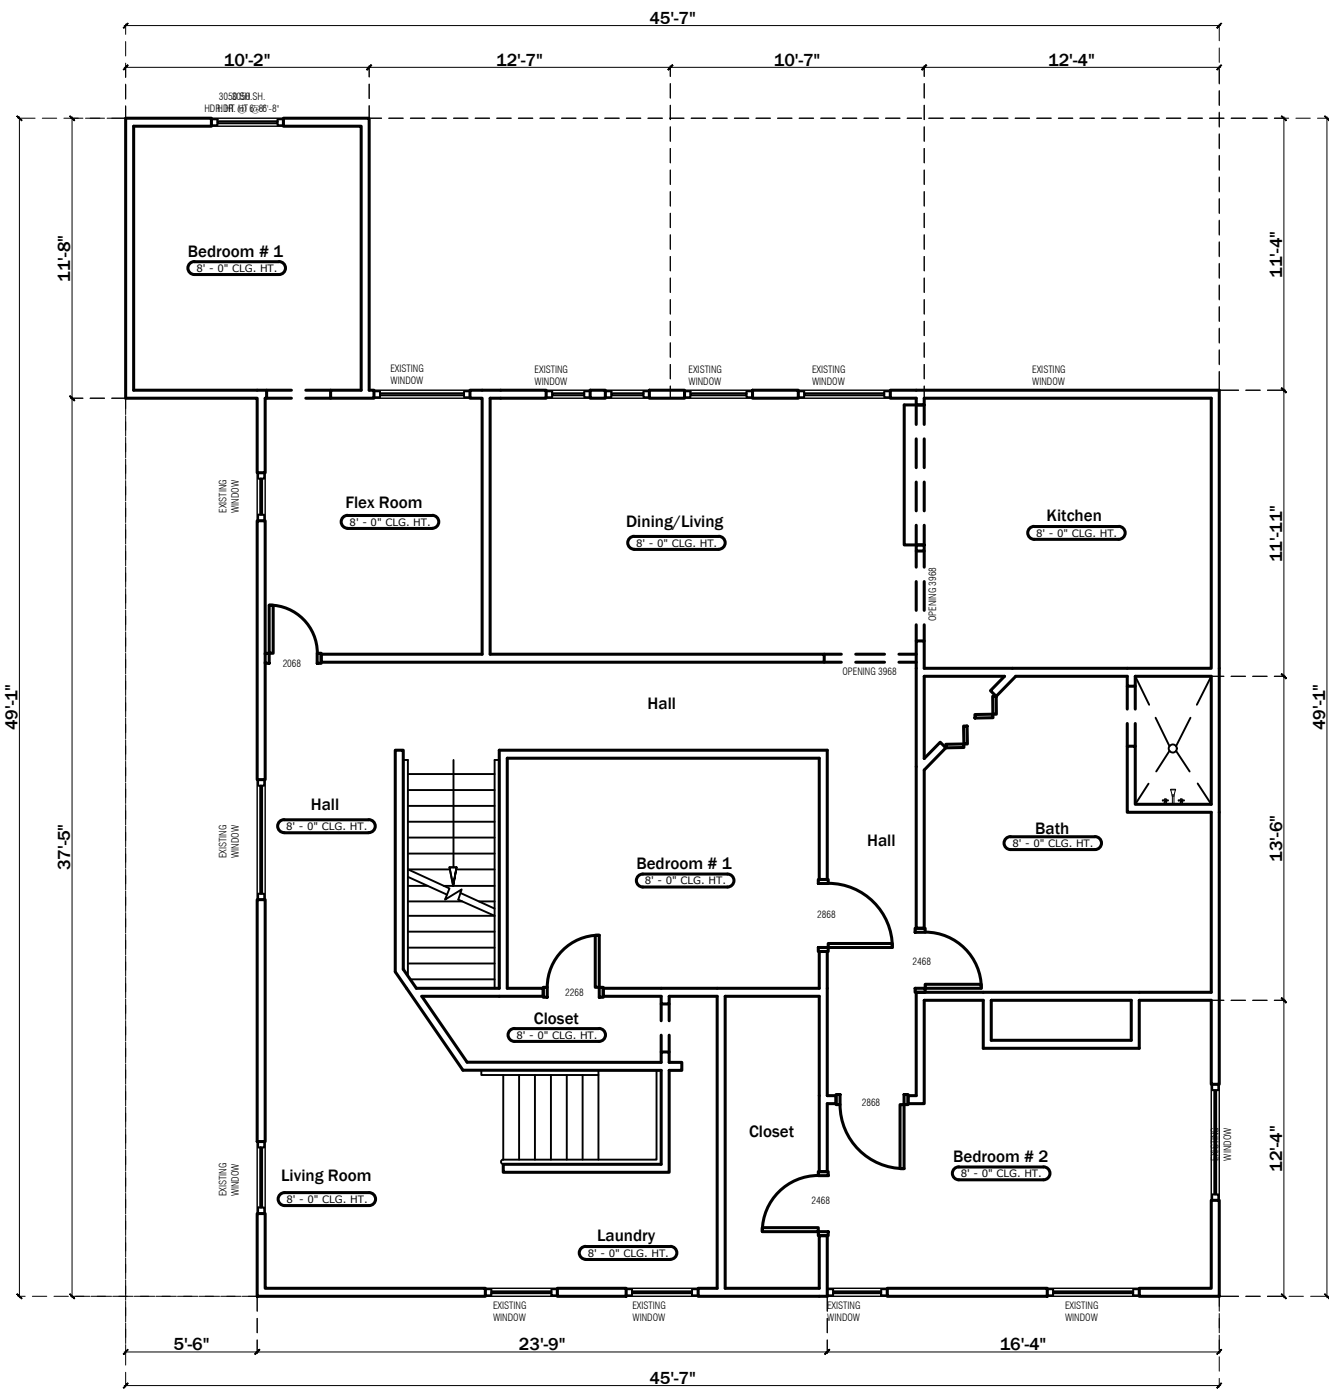 45'-7"
10'-2"
12'-7"
10'-7"
12'-4"
11'-8"
11'-4"
Bedroom # 1
8' - 0" CLG. HT.
EXISTING
WINDOW
EXISTING
WINDOW
EXISTING
WINDOW
EXISTING
WINDOW
EXISTING
WINDOW
EXISTING
WINDOW
Flex Room
8' - 0" CLG. HT.
Dining/Living
8' - 0" CLG. HT.
Kitchen
8' - 0" CLG. HT.
11'-11"
OPENING 3968
2068
OPENING 3968
Hall
49'-1"
49'-1"
37'-5"
Hall
8' - 0" CLG. HT.
EXISTING
WINDOW
Bedroom # 1
8' - 0" CLG. HT.
Hall
Bath
8' - 0" CLG. HT.
13'-6"
2868
2468
2268
Closet
8' - 0" CLG. HT.
2868
Closet
Bedroom # 2
8' - 0" CLG. HT.
EXISTING
WINDOW
12'-4"
EXISTING
WINDOW
Living Room
8' - 0" CLG. HT.
2468
Laundry
8' - 0" CLG. HT.
EXISTING
WINDOW
EXISTING
WINDOW
EXISTING
WINDOW
EXISTING
WINDOW
5'-6"
23'-9"
16'-4"
45'-7"